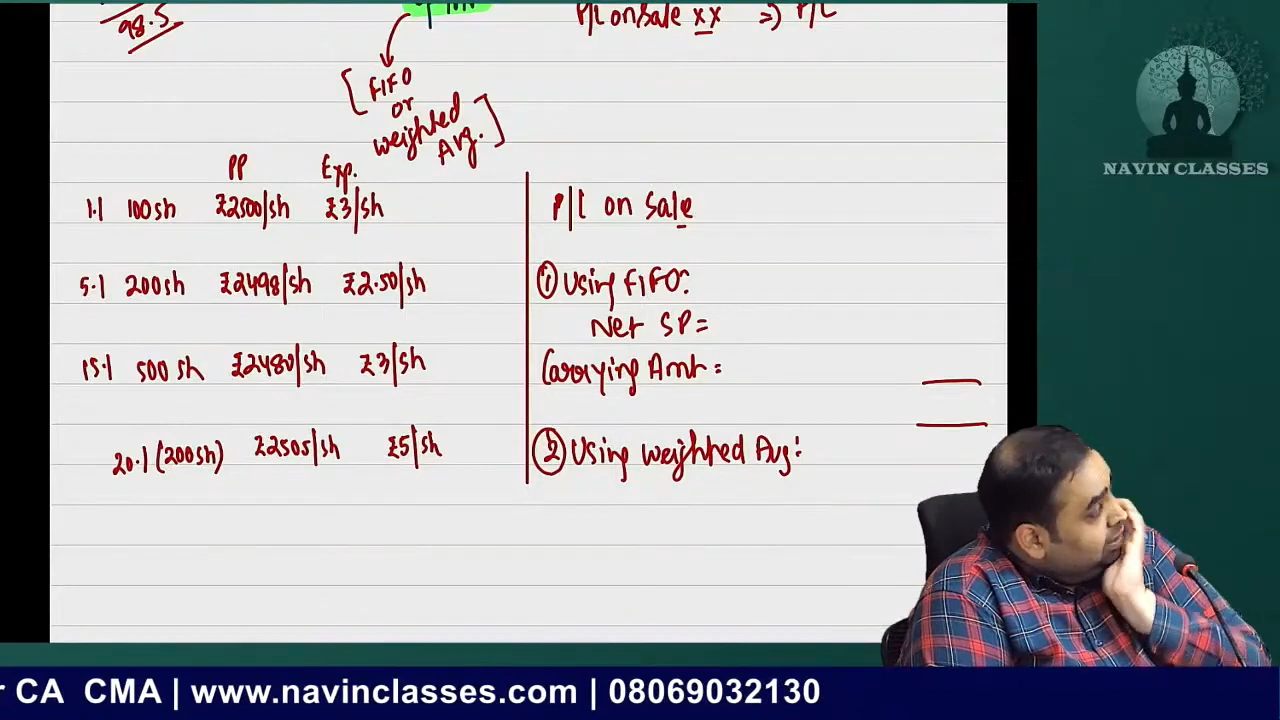 98.5
P/L on Sale xx => P/L
[ FIFO
or
weighted
Avg. ]
PP Exp.
1.1 100sh ₹2500/sh ₹3/sh
5.1 200sh ₹2498/sh ₹2.50/sh
15.1 500sh ₹2480/sh ₹3/sh
20.1 (200sh) ₹2505/sh ₹5/sh
P/L on Sale
① Using FIFO:
Net SP =
Carrying Amt =
② Using weighted Avg:
NAVIN CLASSES
r CA CMA | www.navinclasses.com | 08069032130